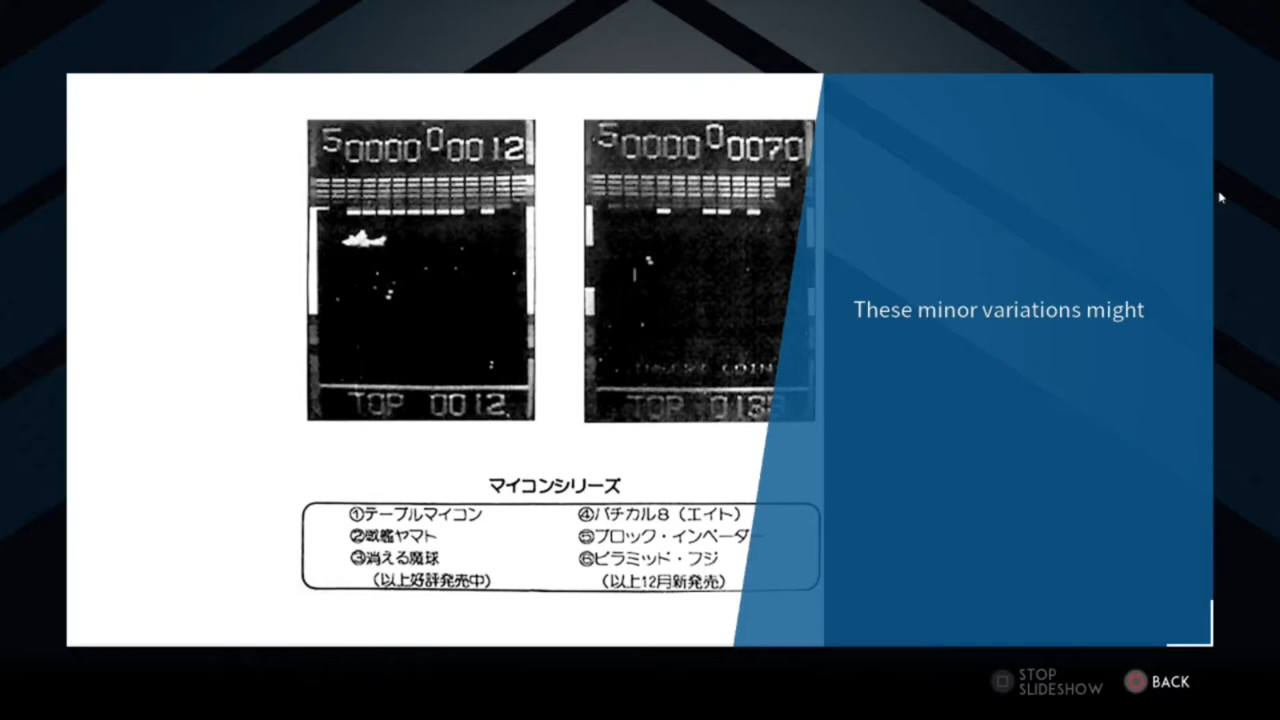 5 0000 0 0012
5 0000 0 0070
TOP 0012
TOP
マイコンシリーズ
①テーブルマイコン
②戦艦ヤマト
③消える魔球
(以上好評発売中)
④バチカル8(エイト)
⑤ブロック・インベーダー
⑥ピラミッド・フジ
(以上12月新発売)
These minor variations might
STOP
SLIDESHOW
BACK